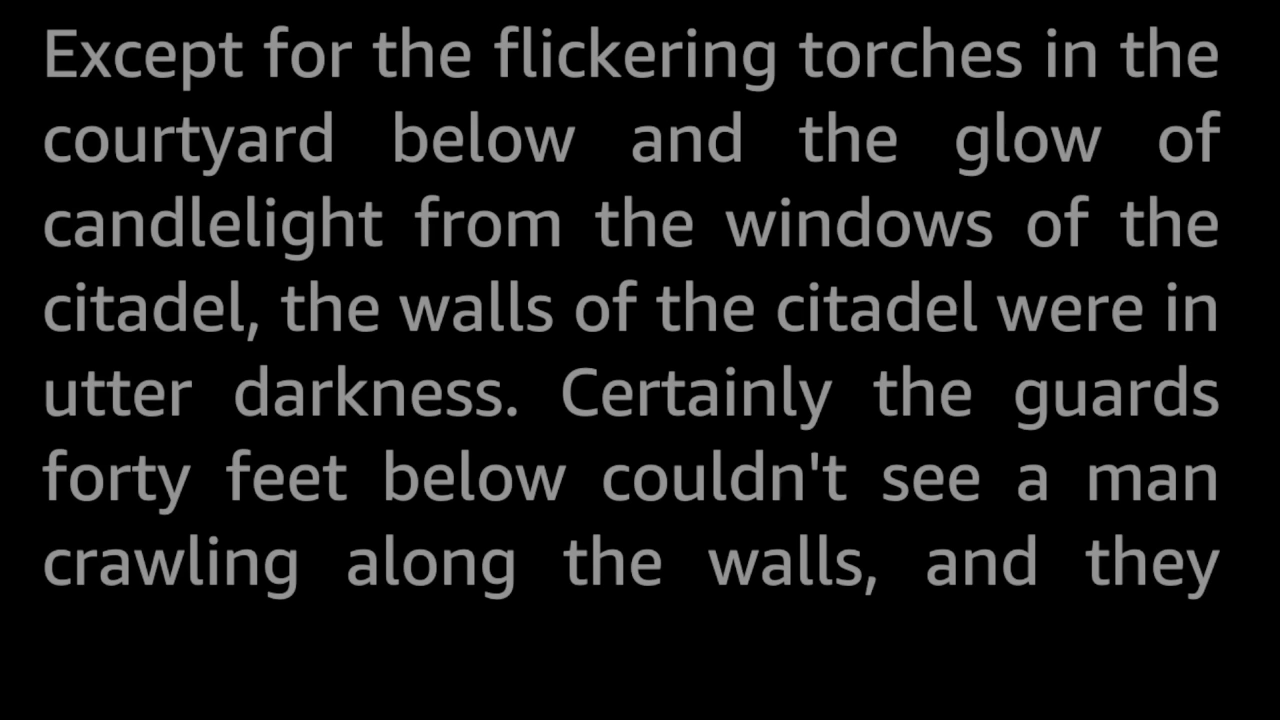 Except for the flickering torches in the
courtyard below and the glow of
candlelight from the windows of the
citadel, the walls of the citadel were in
utter darkness. Certainly the guards
forty feet below couldn't see a man
crawling along the walls, and they